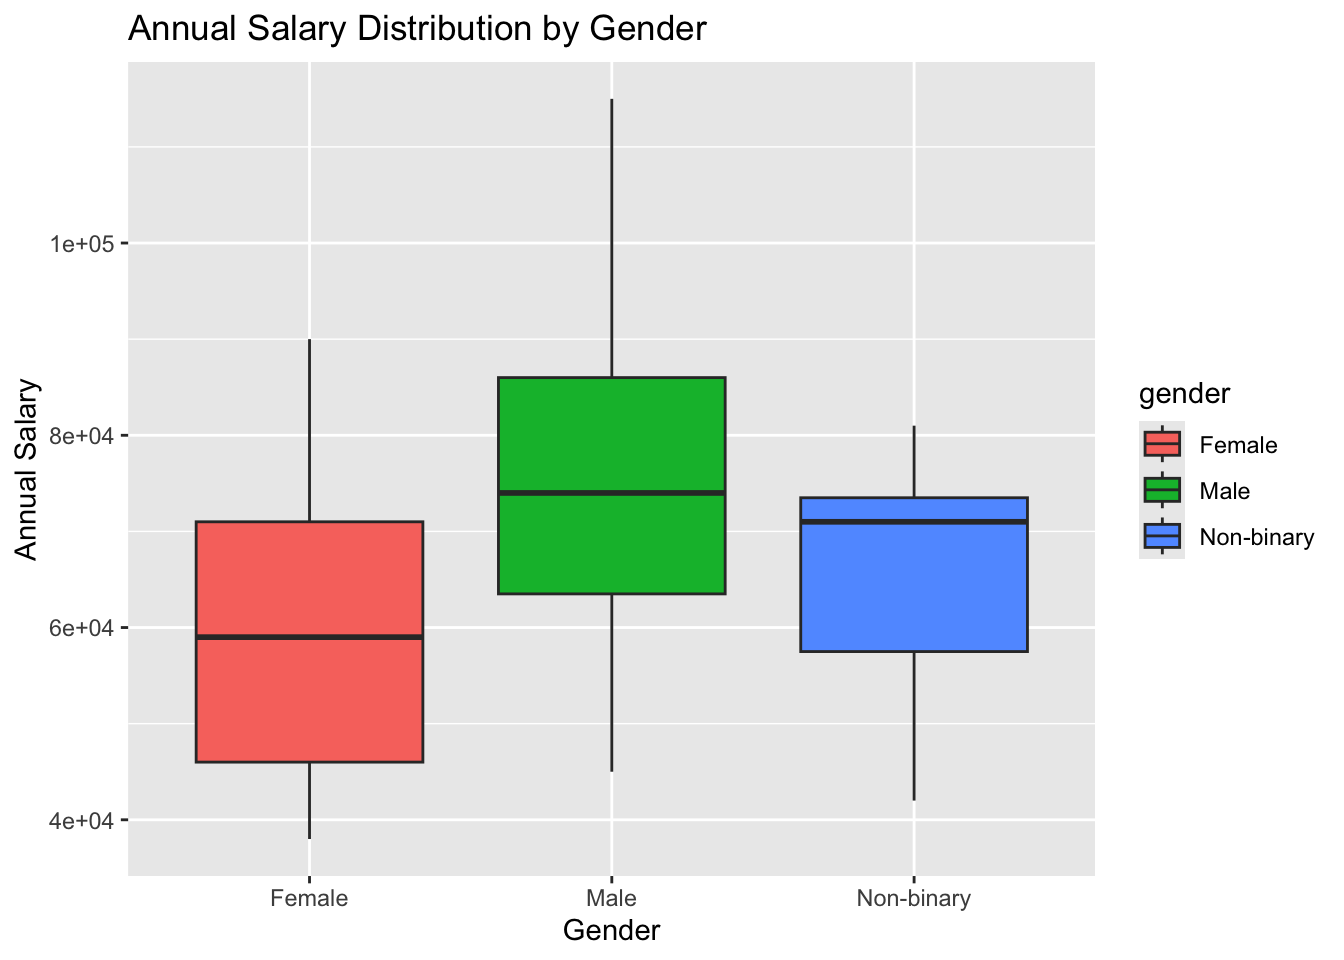 Annual Salary Distribution by Gender
Annual Salary
1e+05
8e+04
6e+04
4e+04
Female
Male
Non-binary
Gender
gender
Female
Male
Non-binary